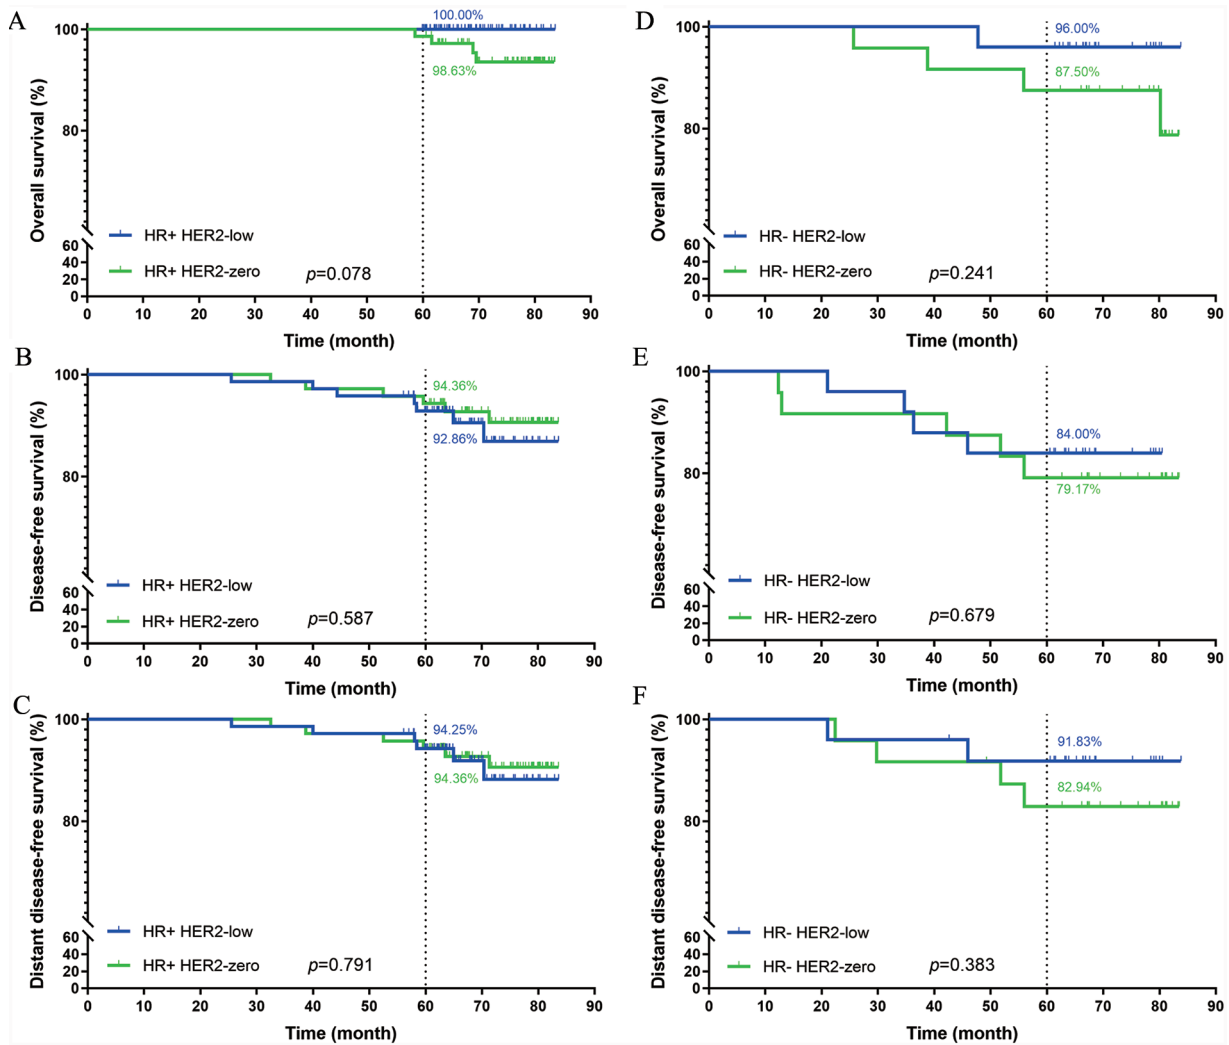 A
Overall survival (%)
100
80
60
40
20
0
100.00%
98.63%
HR+ HER2-low
HR+ HER2-zero
p=0.078
0 10 20 30 40 50 60 70 80 90
Time (month)
D
Overall survival (%)
100
80
60
40
20
0
96.00%
87.50%
HR- HER2-low
HR- HER2-zero
p=0.241
0 10 20 30 40 50 60 70 80 90
Time (month)
B
Disease-free survival (%)
100
80
60
40
20
0
94.36%
92.86%
HR+ HER2-low
HR+ HER2-zero
p=0.587
0 10 20 30 40 50 60 70 80 90
Time (month)
E
Disease-free survival (%)
100
80
60
40
20
0
84.00%
79.17%
HR- HER2-low
HR- HER2-zero
p=0.679
0 10 20 30 40 50 60 70 80 90
Time (month)
C
Distant disease-free survival (%)
100
80
60
40
20
0
94.25%
94.36%
HR+ HER2-low
HR+ HER2-zero
p=0.791
0 10 20 30 40 50 60 70 80 90
Time (month)
F
Distant disease-free survival (%)
100
80
60
40
20
0
91.83%
82.94%
HR- HER2-low
HR- HER2-zero
p=0.383
0 10 20 30 40 50 60 70 80 90
Time (month)